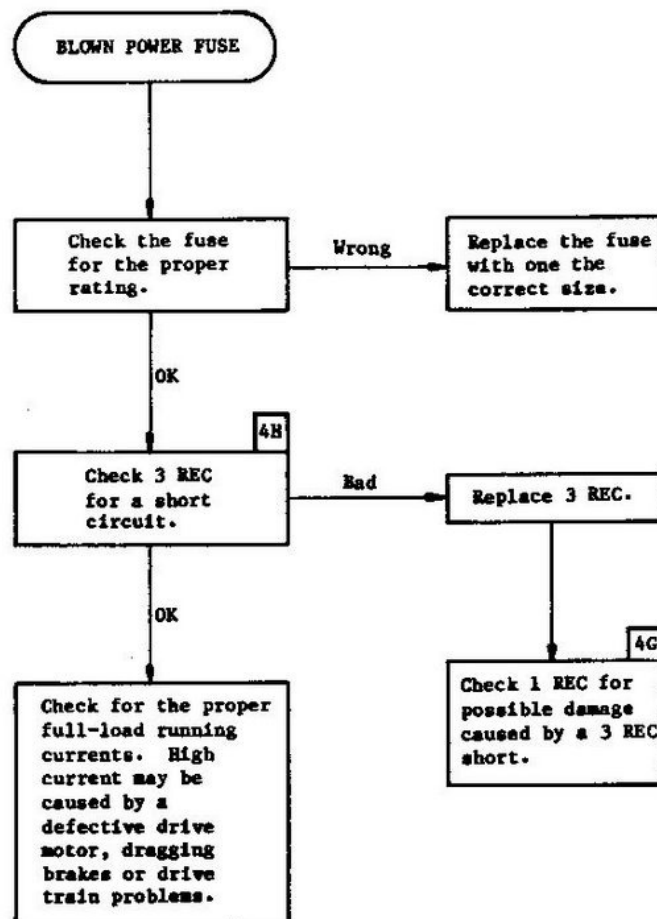 BLOWN POWER FUSE
Check the fuse
for the proper
rating.
Wrong
Replace the fuse
with one the
correct size.
OK
4H
Check 3 REC
for a short
circuit.
Bad
Replace 3 REC.
OK
4G
Check 1 REC for
possible damage
caused by a 3 REC
short.
Check for the proper
full-load running
currents. High
current may be
caused by a
defective drive
motor, dragging
brakes or drive
train problems.